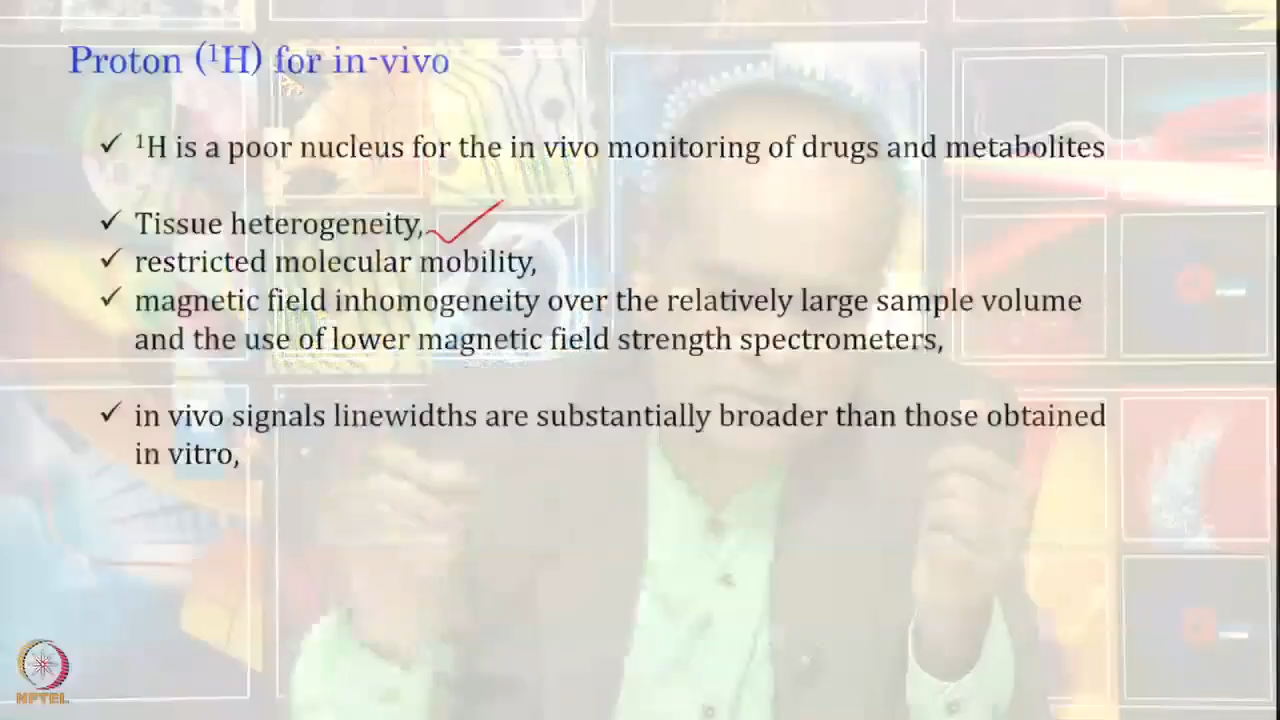 Proton (¹H) for in-vivo
✓ ¹H is a poor nucleus for the in vivo monitoring of drugs and metabolites
✓ Tissue heterogeneity,
✓ restricted molecular mobility,
✓ magnetic field inhomogeneity over the relatively large sample volume
and the use of lower magnetic field strength spectrometers,
✓ in vivo signals linewidths are substantially broader than those obtained
in vitro,
NPTEL